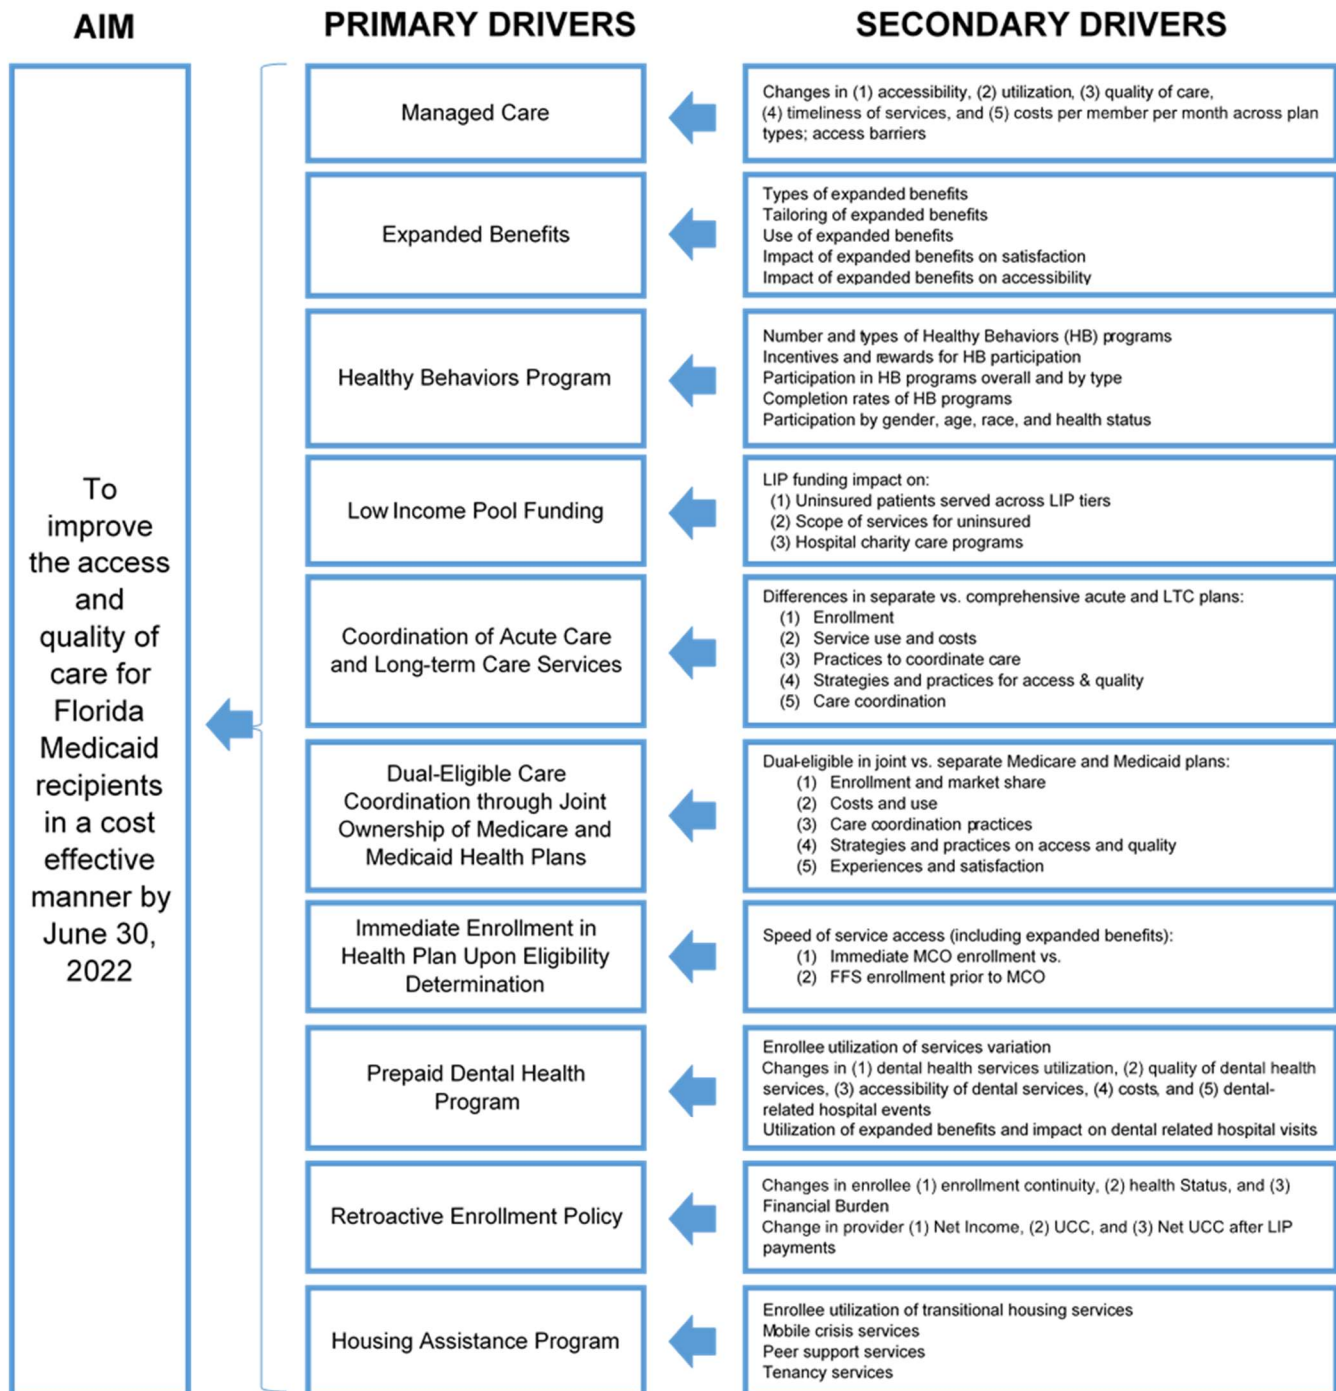 AIM
PRIMARY DRIVERS
SECONDARY DRIVERS
To
improve
the access
and
quality of
care for
Florida
Medicaid
recipients
in a cost
effective
manner by
June 30,
2022
Managed Care
Changes in (1) accessibility, (2) utilization, (3) quality of care,
(4) timeliness of services, and (5) costs per member per month across plan
types; access barriers
Expanded Benefits
Types of expanded benefits
Tailoring of expanded benefits
Use of expanded benefits
Impact of expanded benefits on satisfaction
Impact of expanded benefits on accessibility
Healthy Behaviors Program
Number and types of Healthy Behaviors (HB) programs
Incentives and rewards for HB participation
Participation in HB programs overall and by type
Completion rates of HB programs
Participation by gender, age, race, and health status
Low Income Pool Funding
LIP funding impact on:
(1) Uninsured patients served across LIP tiers
(2) Scope of services for uninsured
(3) Hospital charity care programs
Coordination of Acute Care
and Long-term Care Services
Differences in separate vs. comprehensive acute and LTC plans:
(1) Enrollment
(2) Service use and costs
(3) Practices to coordinate care
(4) Strategies and practices for access & quality
(5) Care coordination
Dual-Eligible Care
Coordination through Joint
Ownership of Medicare and
Medicaid Health Plans
Dual-eligible in joint vs. separate Medicare and Medicaid plans:
(1) Enrollment and market share
(2) Costs and use
(3) Care coordination practices
(4) Strategies and practices on access and quality
(5) Experiences and satisfaction
Immediate Enrollment in
Health Plan Upon Eligibility
Determination
Speed of service access (including expanded benefits):
(1) Immediate MCO enrollment vs.
(2) FFS enrollment prior to MCO
Prepaid Dental Health
Program
Enrollee utilization of services variation
Changes in (1) dental health services utilization, (2) quality of dental health
services, (3) accessibility of dental services, (4) costs, and (5) dental-
related hospital events
Utilization of expanded benefits and impact on dental related hospital visits
Retroactive Enrollment Policy
Changes in enrollee (1) enrollment continuity, (2) health Status, and (3)
Financial Burden
Change in provider (1) Net Income, (2) UCC, and (3) Net UCC after LIP
payments
Housing Assistance Program
Enrollee utilization of transitional housing services
Mobile crisis services
Peer support services
Tenancy services